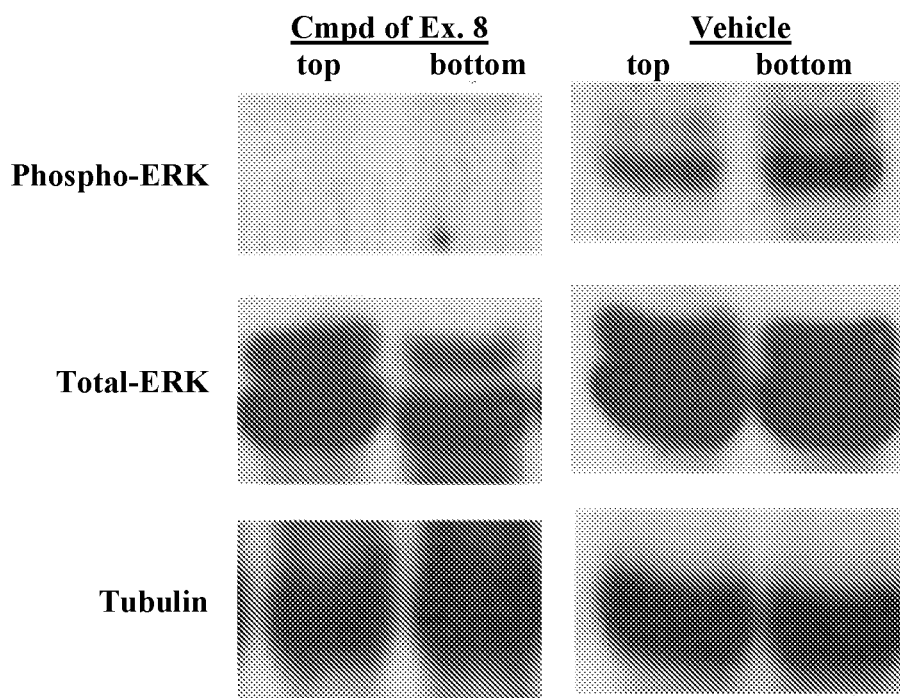 Cmpd of Ex. 8 Vehicle
top bottom top bottom
Phospho-ERK
Total-ERK
Tubulin